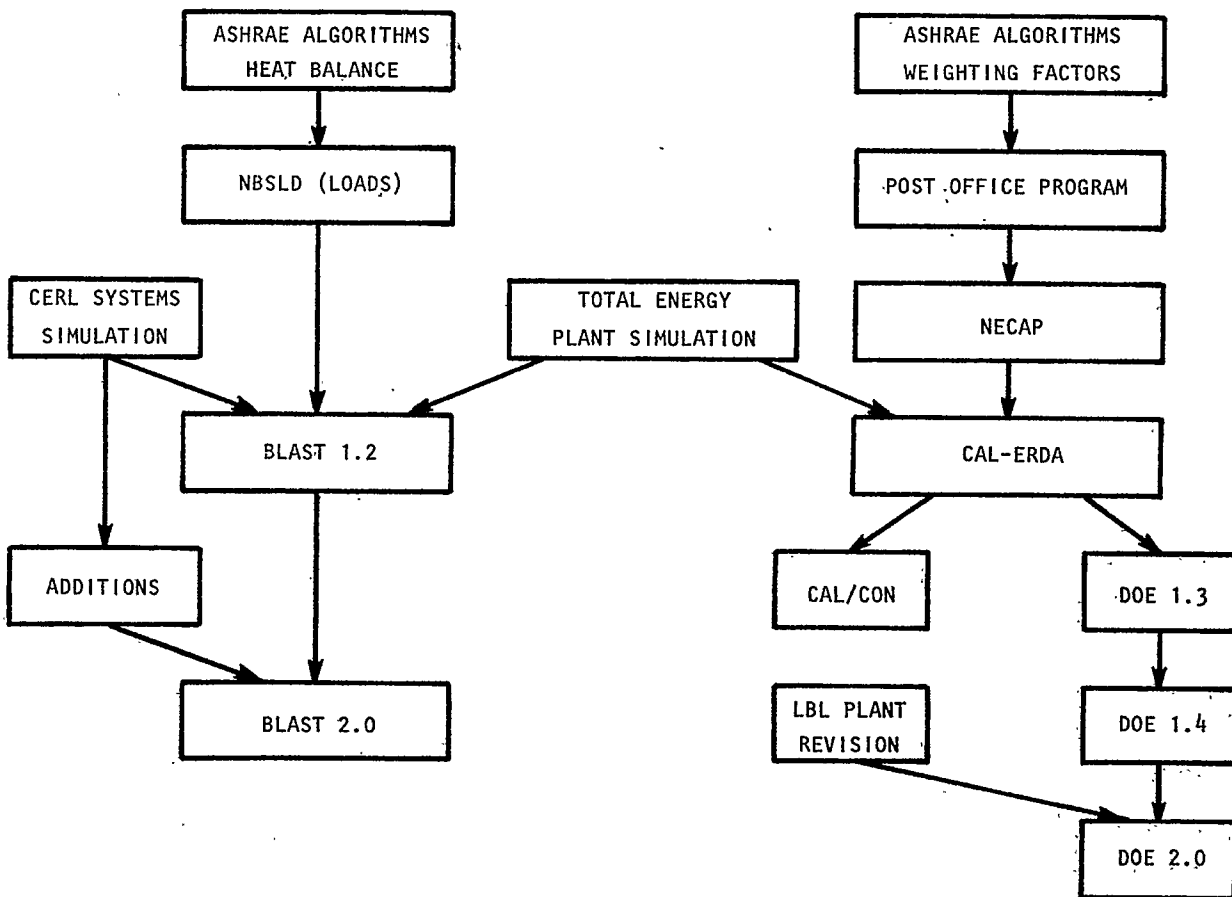 ASHRAE ALGORITHMS
HEAT BALANCE
ASHRAE ALGORITHMS
WEIGHTING FACTORS
NBSLD (LOADS)
POST OFFICE PROGRAM
CERL SYSTEMS
SIMULATION
TOTAL ENERGY
PLANT SIMULATION
NECAP
BLAST 1.2
CAL-ERDA
ADDITIONS
CAL/CON
DOE 1.3
BLAST 2.0
LBL PLANT
REVISION
DOE 1.4
DOE 2.0